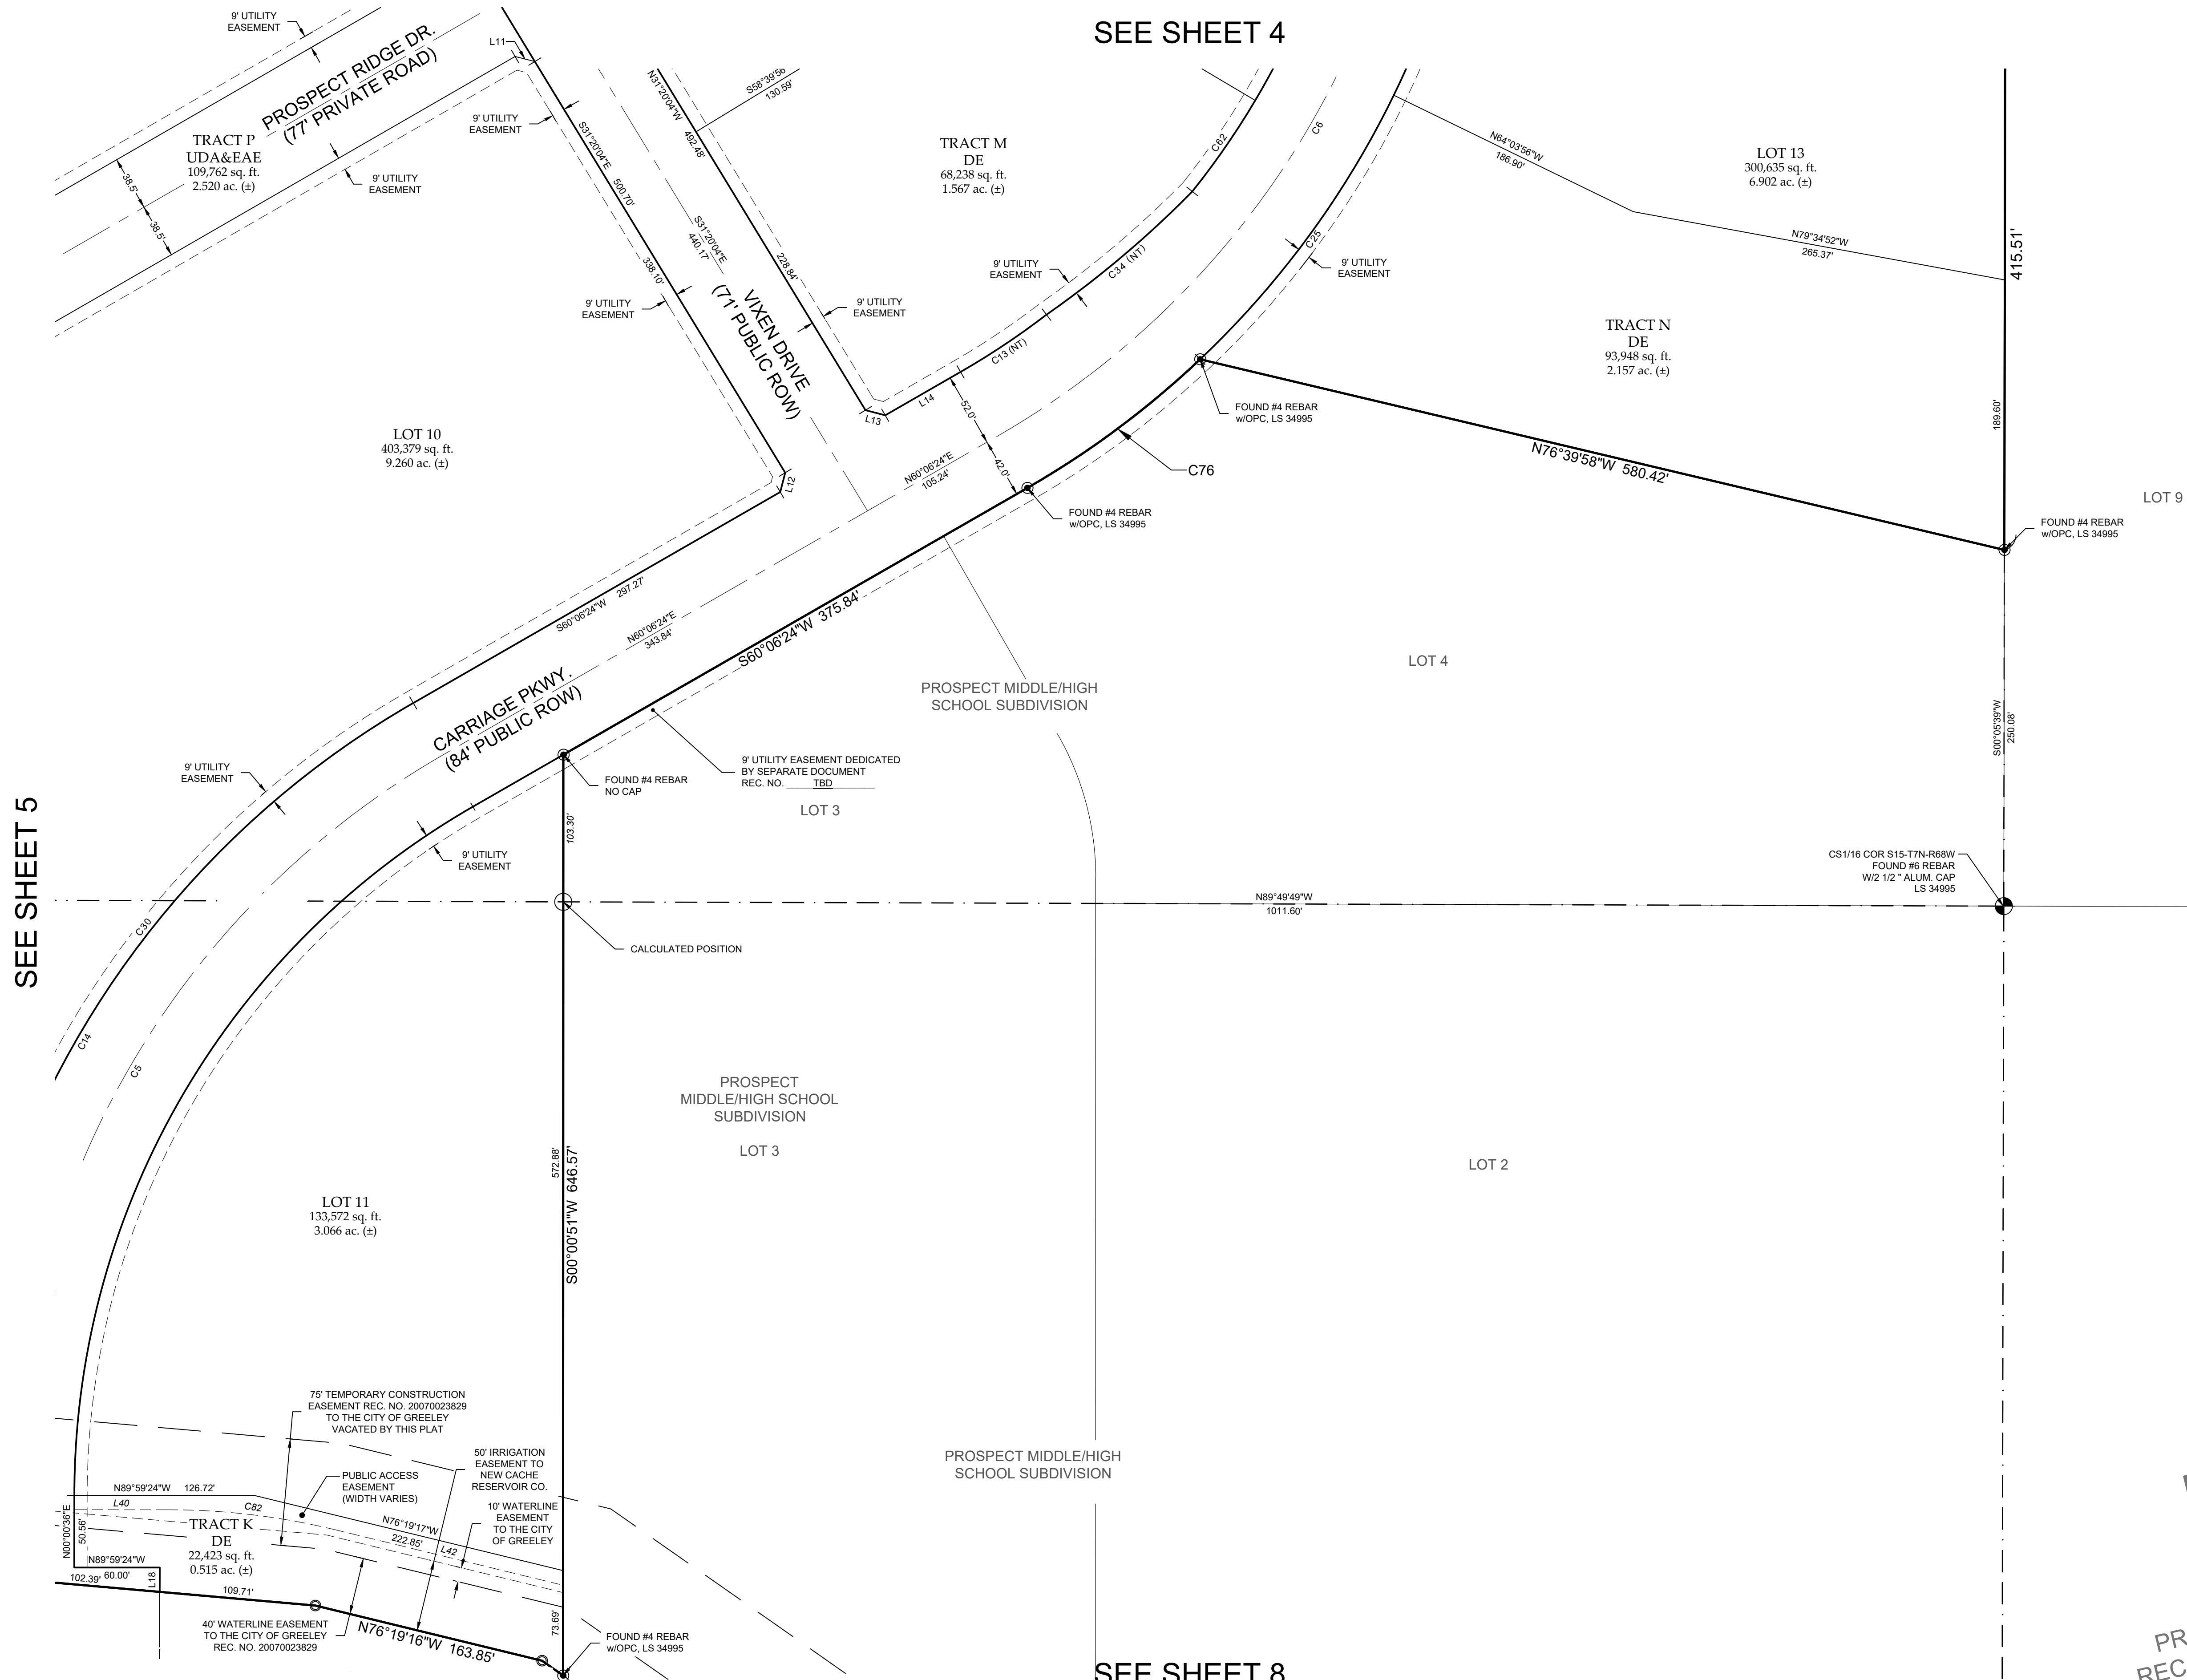 SEE SHEET 4
9' UTILITY
EASEMENT
L11
PROSPECT RIDGE DR.
(77' PRIVATE ROAD)
TRACT P
UDA&EAE
109,762 sq. ft.
2.520 ac. (±)
38.5'
38.5'
9' UTILITY
EASEMENT
9' UTILITY
EASEMENT
S31°20'04"E 500.70'
338.10'
N31°20'04"W 492.48'
228.84'
S31°20'04"E
440.17'
S58°39'56
130.59'
TRACT M
DE
68,238 sq. ft.
1.567 ac. (±)
C62
C6
C25
C34 (NT)
C13 (NT)
N64°03'56"W
186.90'
LOT 13
300,635 sq. ft.
6.902 ac. (±)
N79°34'52"W
265.37'
415.51'
9' UTILITY
EASEMENT
9' UTILITY
EASEMENT
9' UTILITY
EASEMENT
9' UTILITY
EASEMENT
VIXEN DRIVE
(71' PUBLIC ROW)
TRACT N
DE
93,948 sq. ft.
2.157 ac. (±)
189.60'
L13
L14
52.0'
42.0'
FOUND #4 REBAR
w/OPC, LS 34995
LOT 10
403,379 sq. ft.
9.260 ac. (±)
L12
N60°06'24"E
105.24'
C76
N76°39'58"W 580.42'
LOT 9
FOUND #4 REBAR
w/OPC, LS 34995
FOUND #4 REBAR
w/OPC, LS 34995
S60°06'24"W 297.27'
N60°06'24"E
343.84'
S60°06'24"W 375.84'
LOT 4
PROSPECT MIDDLE/HIGH
SCHOOL SUBDIVISION
CARRIAGE PKWY.
(84' PUBLIC ROW)
S00°05'39"W
250.08'
9' UTILITY
EASEMENT
FOUND #4 REBAR
NO CAP
9' UTILITY EASEMENT DEDICATED
BY SEPARATE DOCUMENT
REC. NO. TBD
LOT 3
SEE SHEET 5
103.30'
9' UTILITY
EASEMENT
CS1/16 COR S15-T7N-R68W
FOUND #6 REBAR
W/2 1/2 " ALUM. CAP
LS 34995
N89°49'49"W
1011.60'
C30
CALCULATED POSITION
C14
C5
PROSPECT
MIDDLE/HIGH SCHOOL
SUBDIVISION
LOT 3
572.88'
S00°00'51"W 646.57'
LOT 2
LOT 11
133,572 sq. ft.
3.066 ac. (±)
75' TEMPORARY CONSTRUCTION
EASEMENT REC. NO. 20070023829
TO THE CITY OF GREELEY
VACATED BY THIS PLAT
50' IRRIGATION
EASEMENT TO
NEW CACHE
RESERVOIR CO.
PROSPECT MIDDLE/HIGH
SCHOOL SUBDIVISION
PUBLIC ACCESS
EASEMENT
(WIDTH VARIES)
N89°59'24"W 126.72'
L40
C82
10' WATERLINE
EASEMENT
TO THE CITY
OF GREELEY
N00°00'36"E
50.56'
TRACT K
DE
22,423 sq. ft.
0.515 ac. (±)
N76°19'17"W
222.85'
L42
N89°59'24"W
60.00'
L18
102.39'
109.71'
40' WATERLINE EASEMENT
TO THE CITY OF GREELEY
REC. NO. 20070023829
N76°19'16"W 163.85'
73.69'
FOUND #4 REBAR
w/OPC, LS 34995
SEE SHEET 8
PR
REC